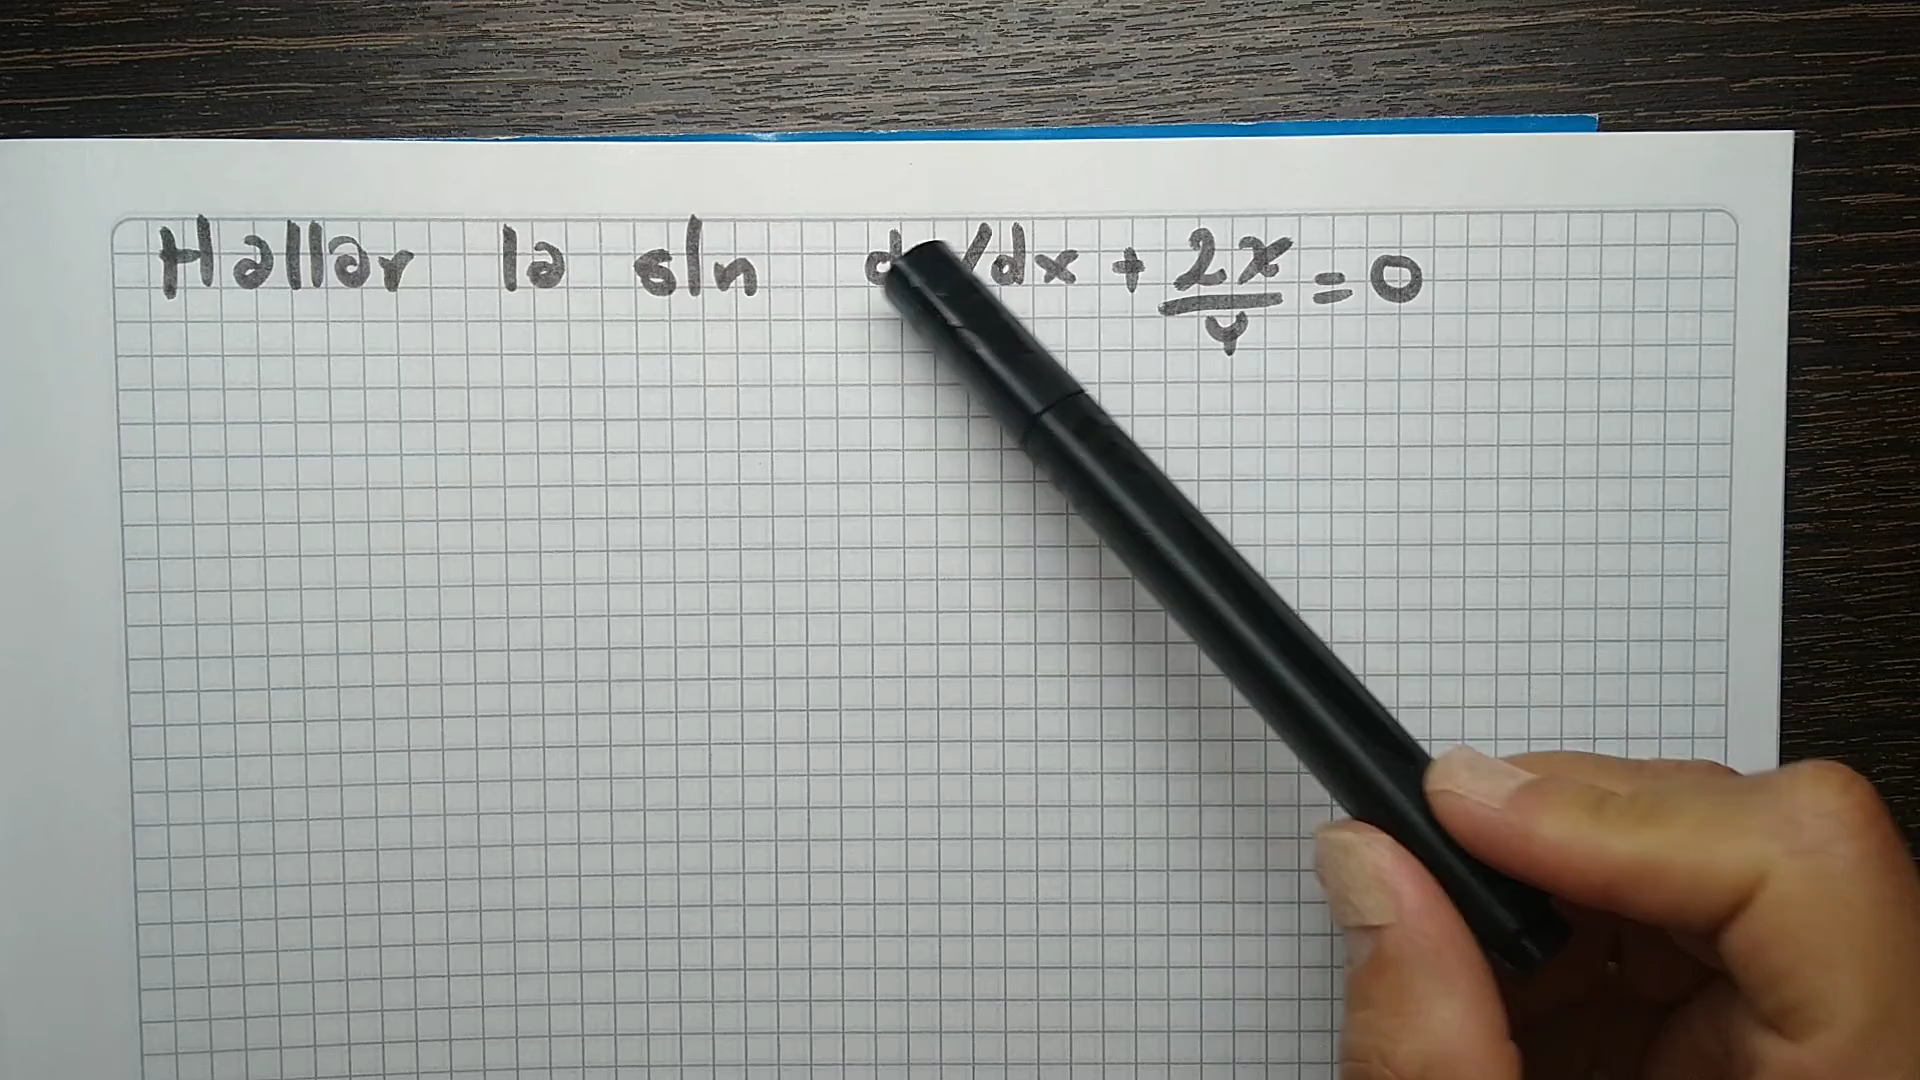 Hallar la sln /dx + 2x/y = 0